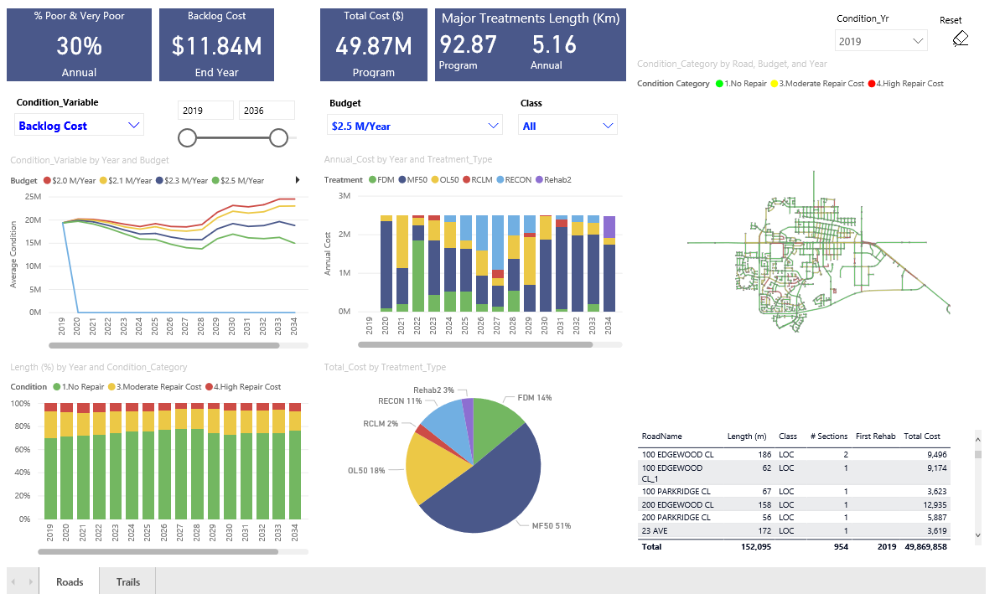 % Poor & Very Poor
30%
Annual
Backlog Cost
$11.84M
End Year
Total Cost ($)
49.87M
Program
Major Treatments Length (Km)
92.87 5.16
Program Annual
Condition_Yr
2019
Reset
Condition_Variable
Backlog Cost
2019 2036
Budget
$2.5 M/Year
Class
All
Condition_Category by Road, Budget, and Year
Condition Category 1.No Repair 3.Moderate Repair Cost 4.High Repair Cost
Condition_Variable by Year and Budget
Budget $2.0 M/Year $2.1 M/Year $2.3 M/Year $2.5 M/Year
Average Condition
25M
20M
15M
10M
5M
0M
2019 2020 2021 2022 2023 2024 2025 2026 2027 2028 2029 2030 2031 2032 2033 2034
Annual_Cost by Year and Treatment_Type
Treatment FDM MF50 OL50 RCLM RECON Rehab2
Annual Cost
3M
2M
1M
0M
2019 2020 2021 2022 2023 2024 2025 2026 2027 2028 2029 2030 2031 2032 2033 2034
Length (%) by Year and Condition_Category
Condition 1.No Repair 3.Moderate Repair Cost 4.High Repair Cost
100%
80%
60%
40%
20%
0%
2019 2020 2021 2022 2023 2024 2025 2026 2027 2028 2029 2030 2031 2032 2033 2034
Total_Cost by Treatment_Type
Rehab2 3%
FDM 14%
RECON 11%
RCLM 2%
OL50 18%
MF50 51%
RoadName Length (m) Class # Sections First Rehab Total Cost
100 EDGEWOOD CL 186 LOC 2 9,496
100 EDGEWOOD 62 LOC 1 9,174
CL_1
100 PARKRIDGE CL 67 LOC 1 3,623
200 EDGEWOOD CL 158 LOC 1 12,935
200 PARKRIDGE CL 56 LOC 1 5,887
23 AVE 172 LOC 1 3,619
Total 152,095 954 2019 49,869,858
Roads Trails